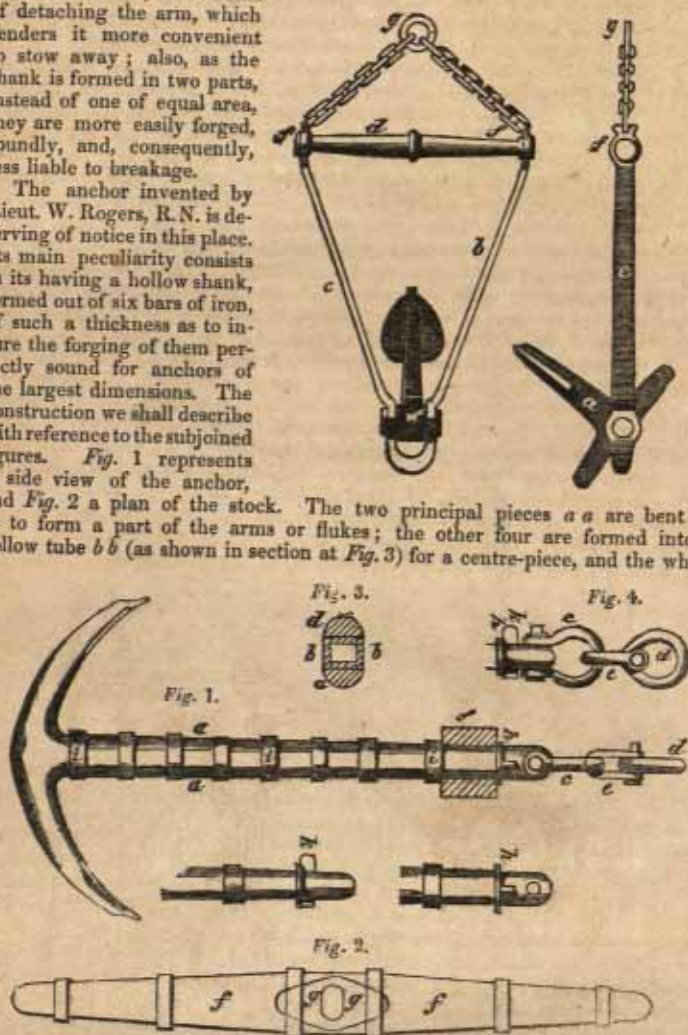 f detaching the arm, which
enders it more convenient
o stow away; also, as the
hank is formed in two parts,
nstead of one of equal area,
hey are more easily forged,
oundly, and, consequently,
ess liable to breakage.
The anchor invented by
Lieut. W. Rogers, R.N. is de-
erving of notice in this place.
ts main peculiarity consists
n its having a hollow shank,
ormed out of six bars of iron,
f such a thickness as to in-
ure the forging of them per-
ectly sound for anchors of
he largest dimensions. The
onstruction we shall describe
ith reference to the subjoined
igures. Fig. 1 represents
side view of the anchor,
nd Fig. 2 a plan of the stock. The two principal pieces a a are bent
to form a part of the arms or flukes; the other four are formed into
ollow tube b b (as shown in section at Fig. 3) for a centre-piece, and the wh
g
d
f
b
c
g
a
Fig. 3.
d
b b
a
Fig. 4.
h e
c
d
Fig. 1.
a
i i i
a
h
c
e
d
h
h
Fig. 2.
f g g f